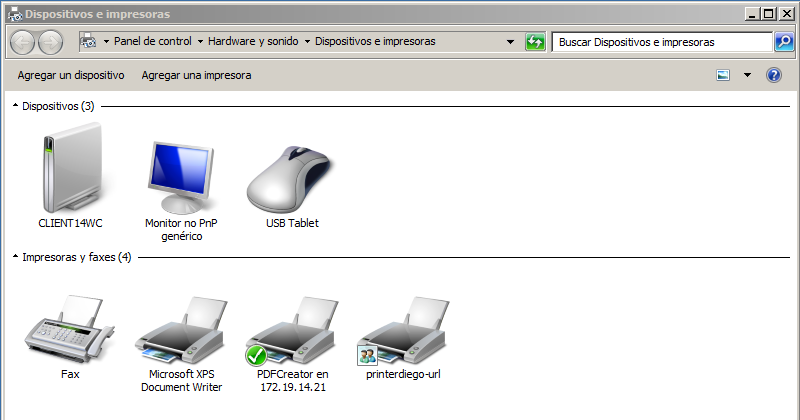 Dispositivos e impresoras
Panel de control Hardware y sonido Dispositivos e impresoras
Buscar Dispositivos e impresoras
Agregar un dispositivo Agregar una impresora
Dispositivos (3)
CLIENT14WC
Monitor no PnP
genérico
USB Tablet
Impresoras y faxes (4)
Fax
Microsoft XPS
Document Writer
PDFCreator en
172.19.14.21
printerdiego-url